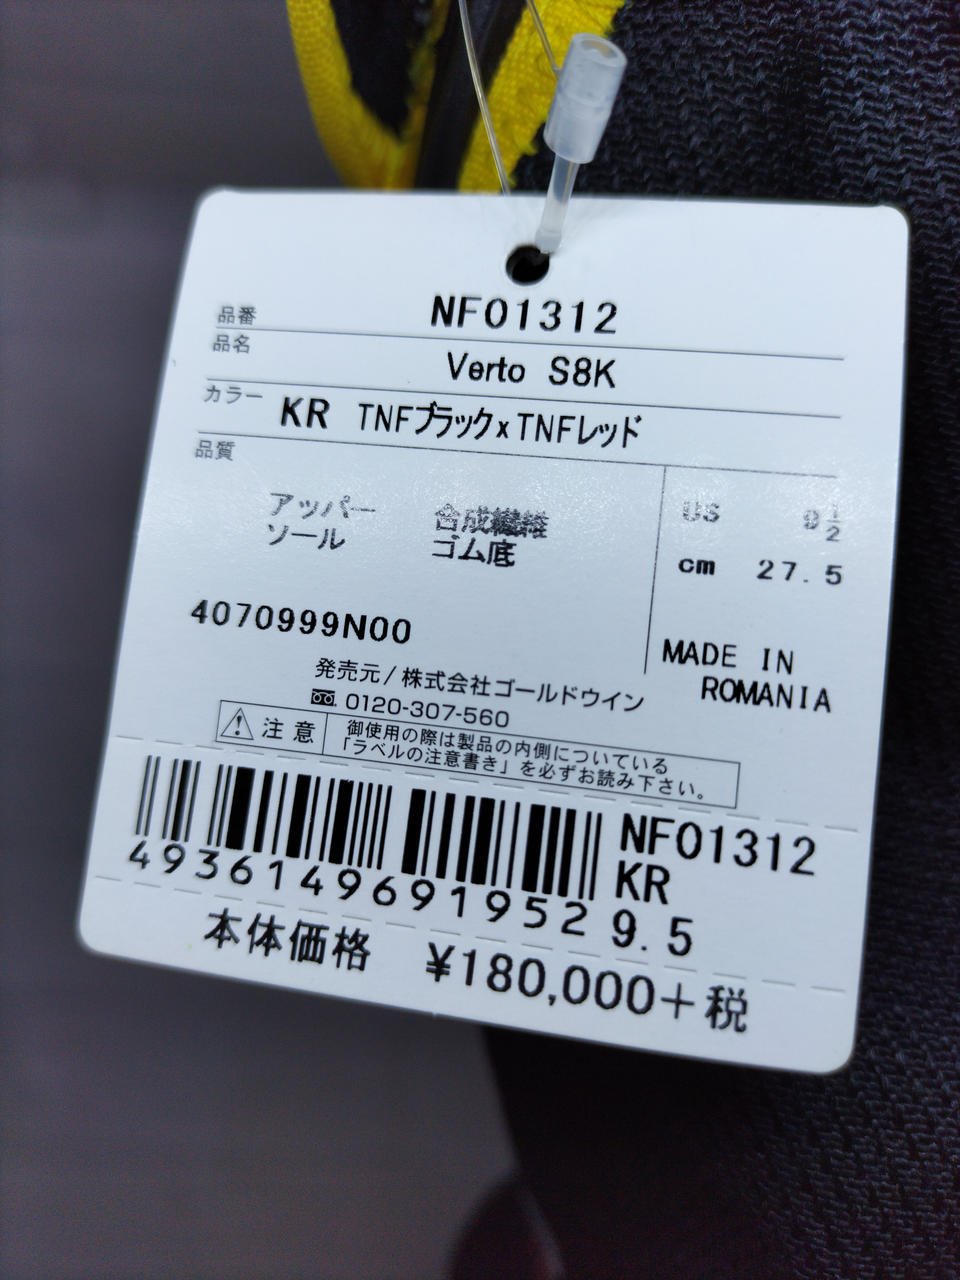 品番 NF01312
品名 Verto S8K
カラー KR TNFブラックxTNFレッド
品質
アッパー 合成繊維
ソール ゴム底
US 9 1/2
cm 27.5
4070999N00
MADE IN
ROMANIA
発売元/株式会社ゴールドウイン
0120-307-560
注意
御使用の際は製品の内側についている
「ラベルの注意書き」を必ずお読み下さい。
4936149691952
NF01312
KR
9.5
本体価格 ¥180,000+税